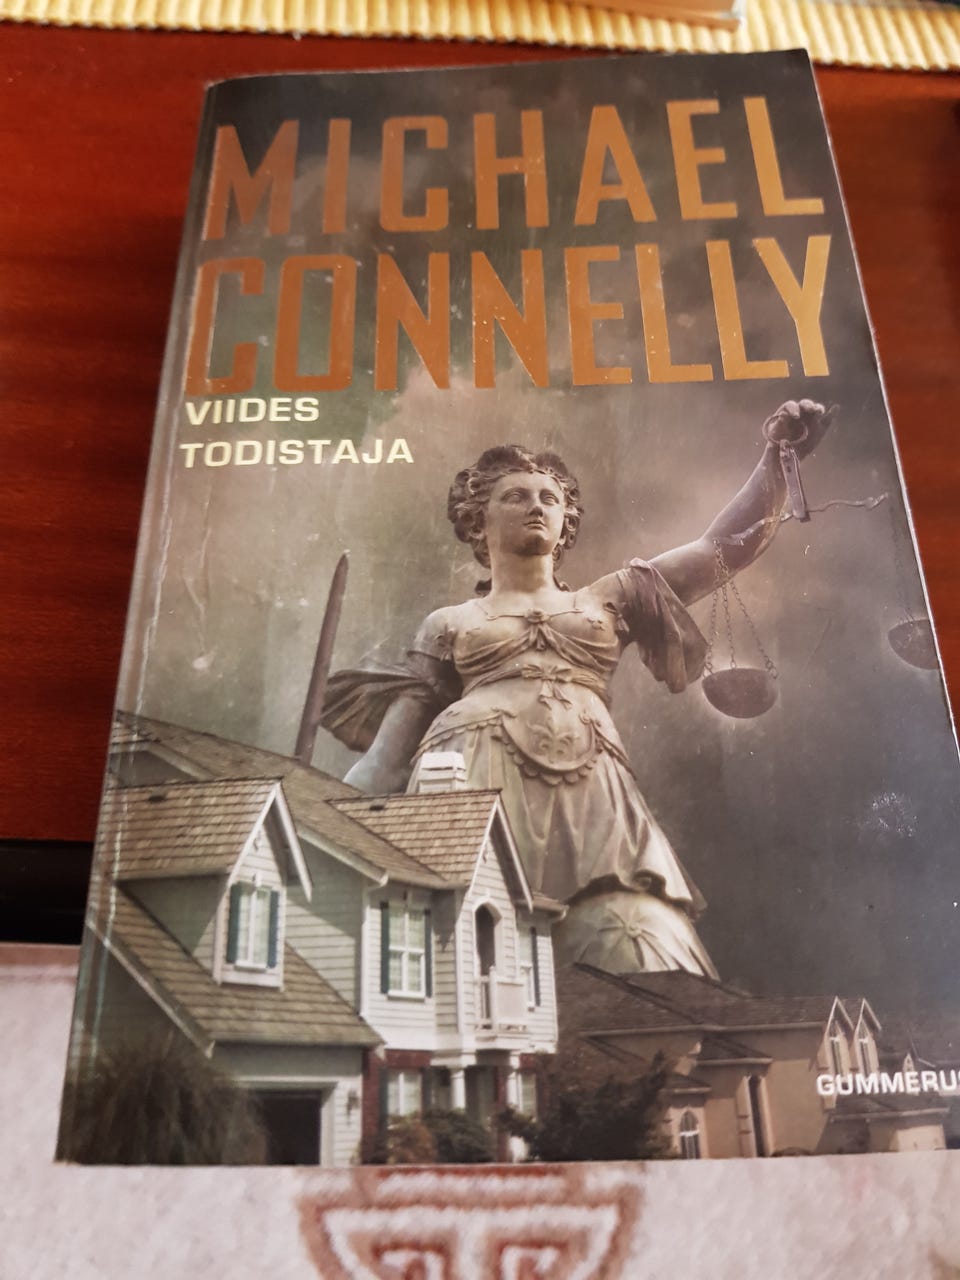 MICHAEL
CONNELLY
VIIDES
TODISTAJA
GUMMERUS